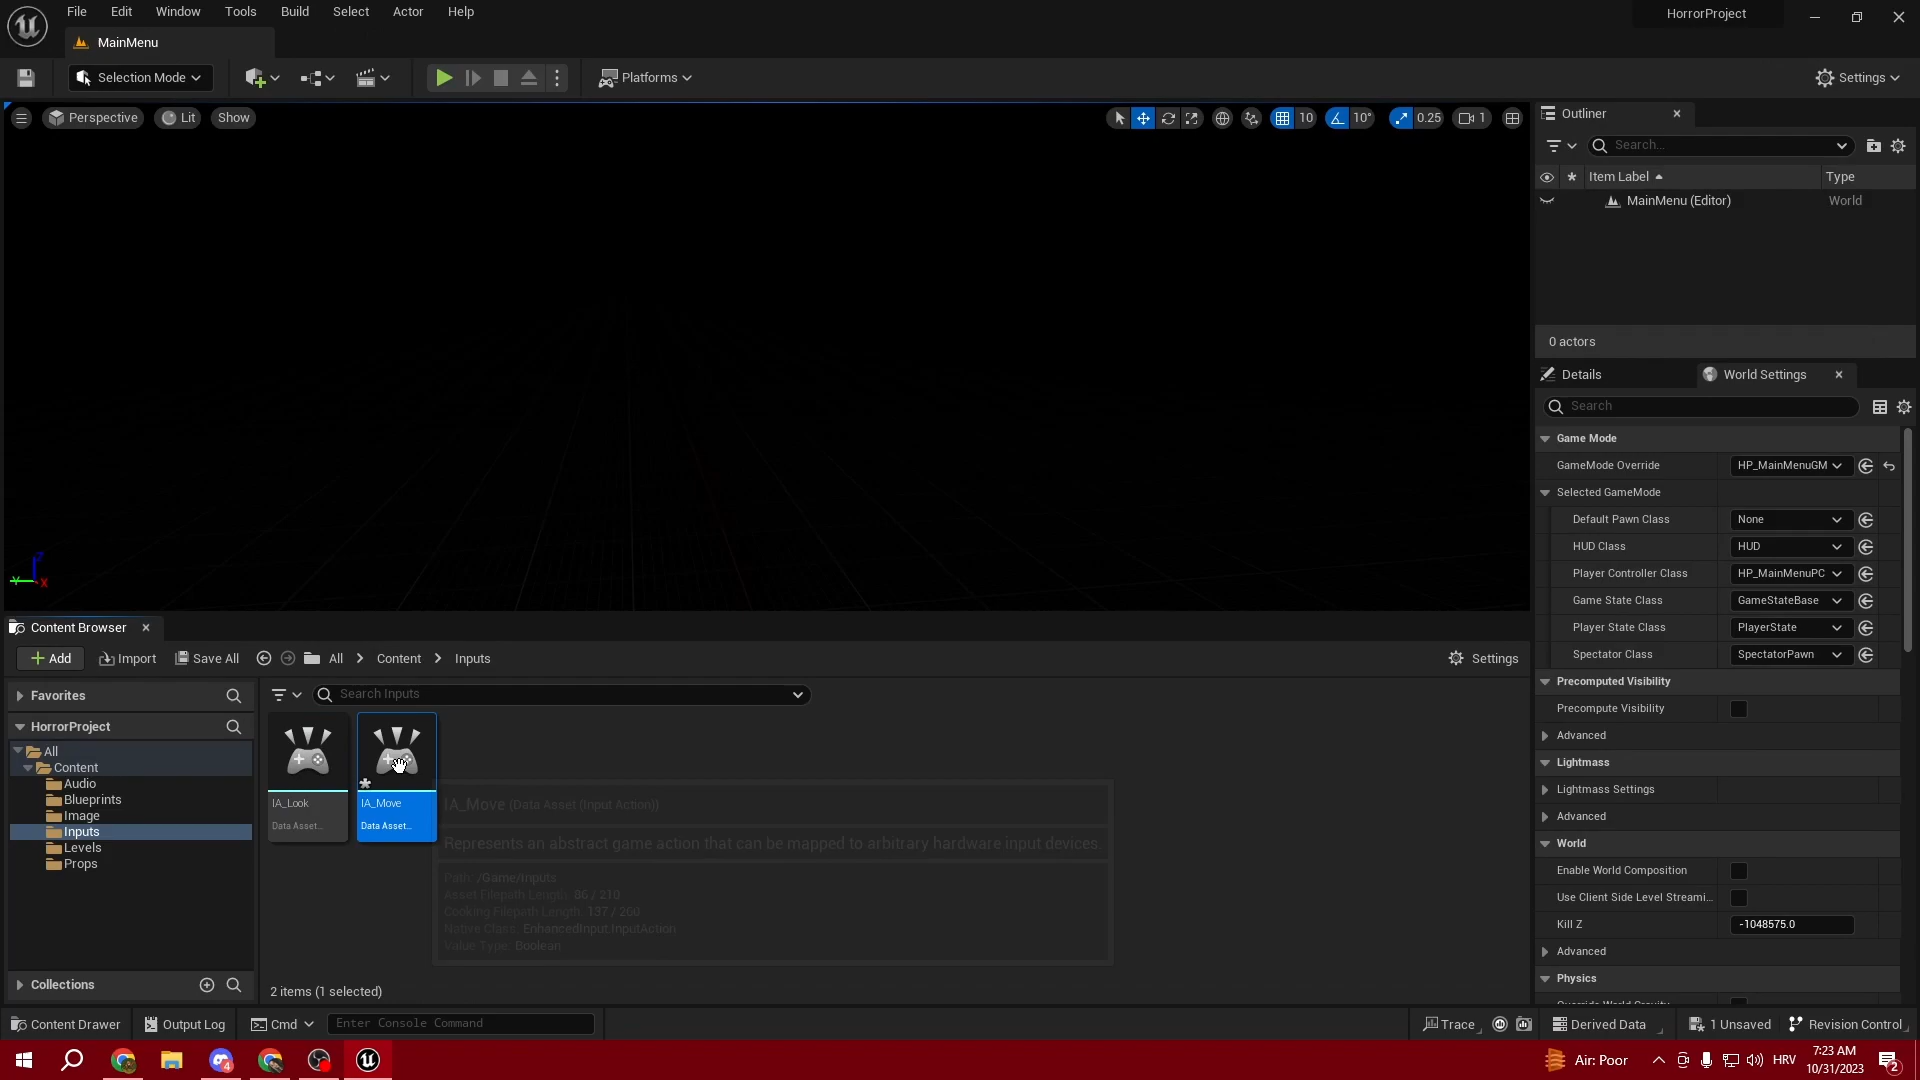 File Edit Window Tools Build Select Actor Help
HorrorProject
MainMenu
Selection Mode
Platforms
Settings
Perspective
Lit
Show
10
10°
0.25
1
Outliner
Search...
Item Label
Type
MainMenu (Editor)
World
0 actors
Details
World Settings
Search
Game Mode
GameMode Override
HP_MainMenuGM
Selected GameMode
Default Pawn Class
None
HUD Class
HUD
Player Controller Class
HP_MainMenuPC
Game State Class
GameStateBase
Player State Class
PlayerState
Spectator Class
SpectatorPawn
Precomputed Visibility
Precompute Visibility
Advanced
Lightmass
Lightmass Settings
Advanced
World
Enable World Composition
Use Client Side Level Streami...
Kill Z
-1048575.0
Advanced
Physics
Override World Gravity
Y
X
Z
Content Browser
Add
Import
Save All
All
Content
Inputs
Settings
Favorites
Search Inputs
HorrorProject
All
Content
Audio
Blueprints
Image
Inputs
Levels
Props
Collections
IA_Look
Data Asset...
IA_Move
Data Asset...
IA_Move (Data Asset (Input Action))
Represents an abstract game action that can be mapped to arbitrary hardware input devices.
Path: /Game/Inputs
Asset Filepath Length: 86 / 210
Cooking Filepath Length: 137 / 260
Native Class: EnhancedInput.InputAction
Value Type: Boolean
2 items (1 selected)
Content Drawer
Output Log
Cmd
Enter Console Command
Trace
Derived Data
1 Unsaved
Revision Control
4
Air: Poor
HRV
7:23 AM
10/31/2023
2